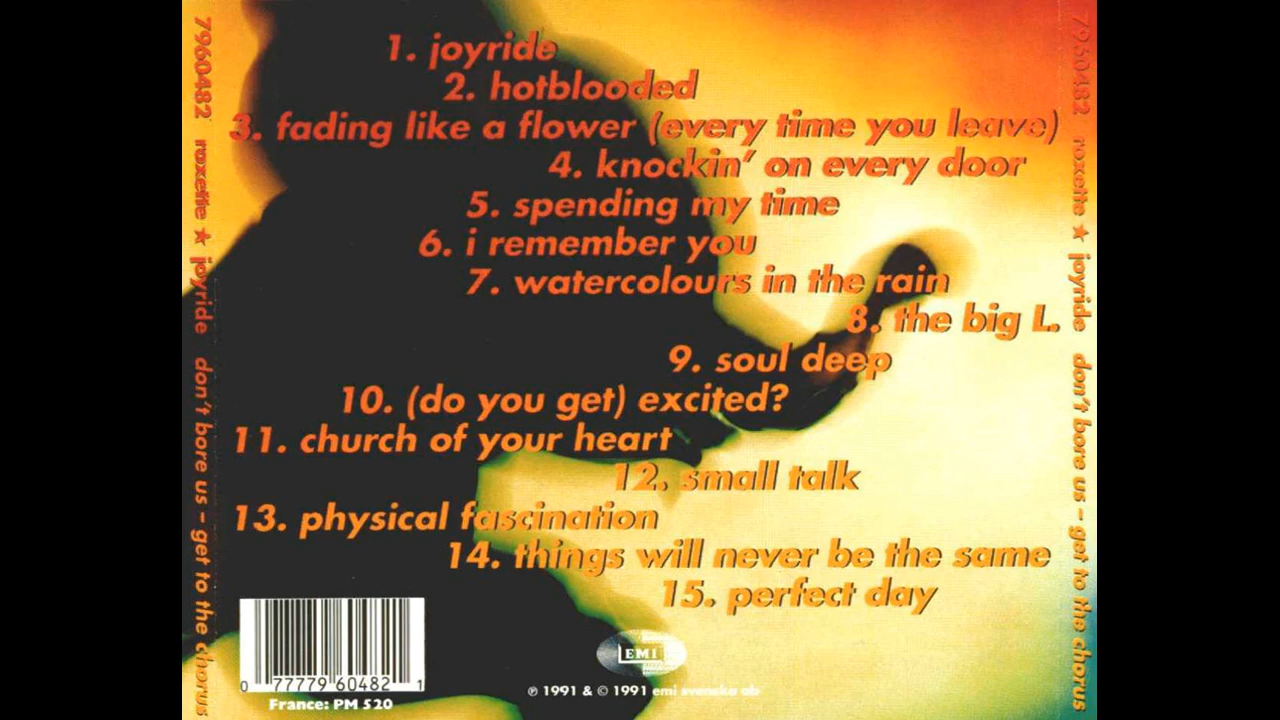 1. joyride
2. hotblooded
3. fading like a flower (every time you leave)
4. knockin' on every door
5. spending my time
6. i remember you
7. watercolours in the rain
8. the big L.
9. soul deep
10. (do you get) excited?
11. church of your heart
12. small talk
13. physical fascination
14. things will never be the same
15. perfect day
7960482 roxette ★ joyride don't bore us – get to the chorus
7960482 roxette ★ joyride don't bore us – get to the chorus
0 77779 60482 1
France: PM 520
EMI
℗ 1991 & © 1991 emi svenska ab